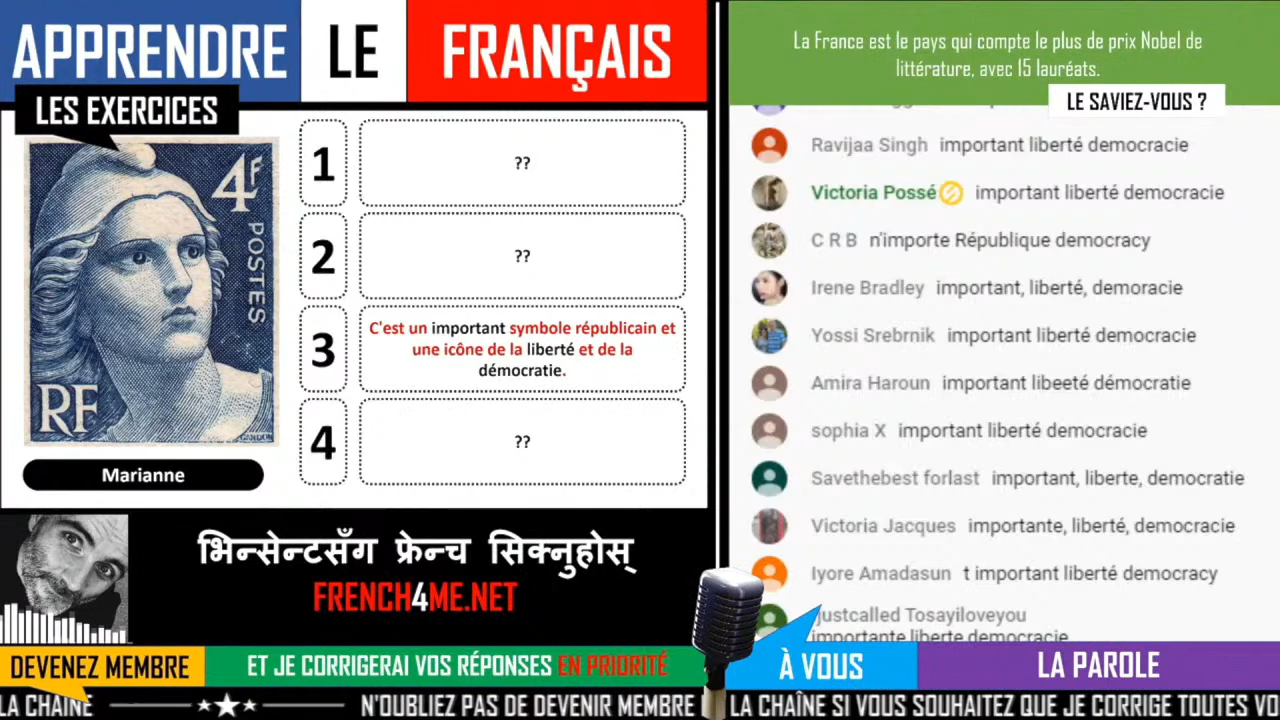 APPRENDRE LE FRANÇAIS
LES EXERCICES
4F
POSTES
RF
Marianne
1
??
2
??
3
C'est un important symbole républicain et
une icône de la liberté et de la
démocratie.
4
??
भिन्सेन्टसँग फ्रेन्च सिक्नुहोस्
FRENCH4ME.NET
DEVENEZ MEMBRE
ET JE CORRIGERAI VOS RÉPONSES EN PRIORITÉ
La France est le pays qui compte le plus de prix Nobel de
littérature, avec 15 lauréats.
LE SAVIEZ-VOUS ?
Ravijaa Singh important liberté democracie
Victoria Possé important liberté democracie
C R B n'importe République democracy
Irene Bradley important, liberté, demoracie
Yossi Srebrnik important liberté democracie
Amira Haroun important libeeté démocratie
sophia X important liberté democracie
Savethebest forlast important, liberte, democratie
Victoria Jacques importante, liberté, democracie
Iyore Amadasun t important liberté democracy
justcalled Tosayiloveyou
importante liberte democracie
À VOUS
LA PAROLE
LA CHAÎNE N'OUBLIEZ PAS DE DEVENIR MEMBRE LA CHAÎNE SI VOUS SOUHAITEZ QUE JE CORRIGE TOUTES VO